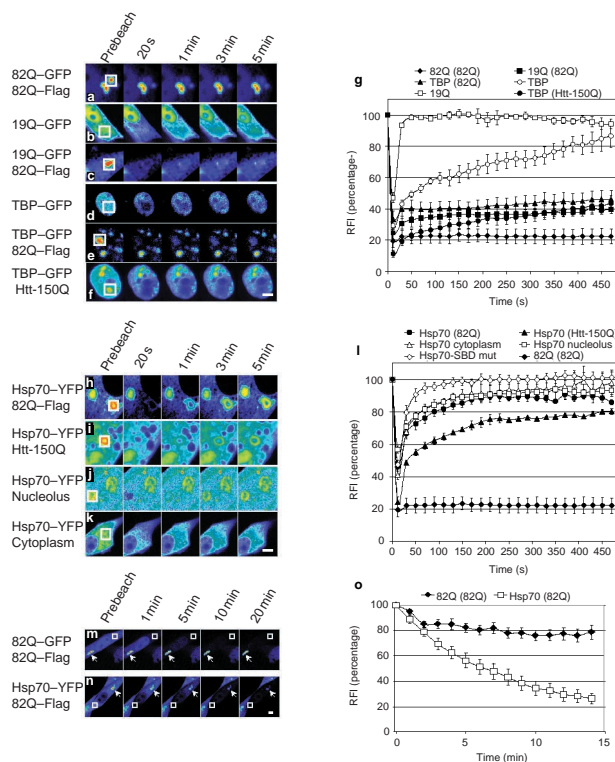 Prebeach 20 s 1 min 3 min 5 min
82Q–GFP
82Q–Flag
a
19Q–GFP
b
19Q–GFP
82Q–Flag
c
TBP–GFP
d
TBP–GFP
82Q–Flag
e
TBP–GFP
Htt-150Q
f
g
82Q (82Q) 19Q (82Q)
TBP (82Q) TBP
19Q TBP (Htt-150Q)
RFI (percentage-)
100
80
60
40
20
0
0 50 100 150 200 250 300 350 400 450
Time (s)
Prebeach 20 s 1 min 3 min 5 min
Hsp70–YFP
82Q–Flag
h
Hsp70–YFP
Htt-150Q
i
Hsp70–YFP
Nucleolus
j
Hsp70–YFP
Cytoplasm
k
l
Hsp70 (82Q) Hsp70 (Htt-150Q)
Hsp70 cytoplasm Hsp70 nucleolus
Hsp70-SBD mut 82Q (82Q)
RFI (percentage)
100
80
60
40
20
0
0 50 100 150 200 250 300 350 400 450
Time (s)
Prebeach 1 min 5 min 10 min 20 min
82Q–GFP
82Q–Flag
m
Hsp70–YFP
82Q–Flag
n
o
82Q (82Q) Hsp70 (82Q)
RFI (percentage)
100
80
60
40
20
0
0 5 10 15
Time (min)